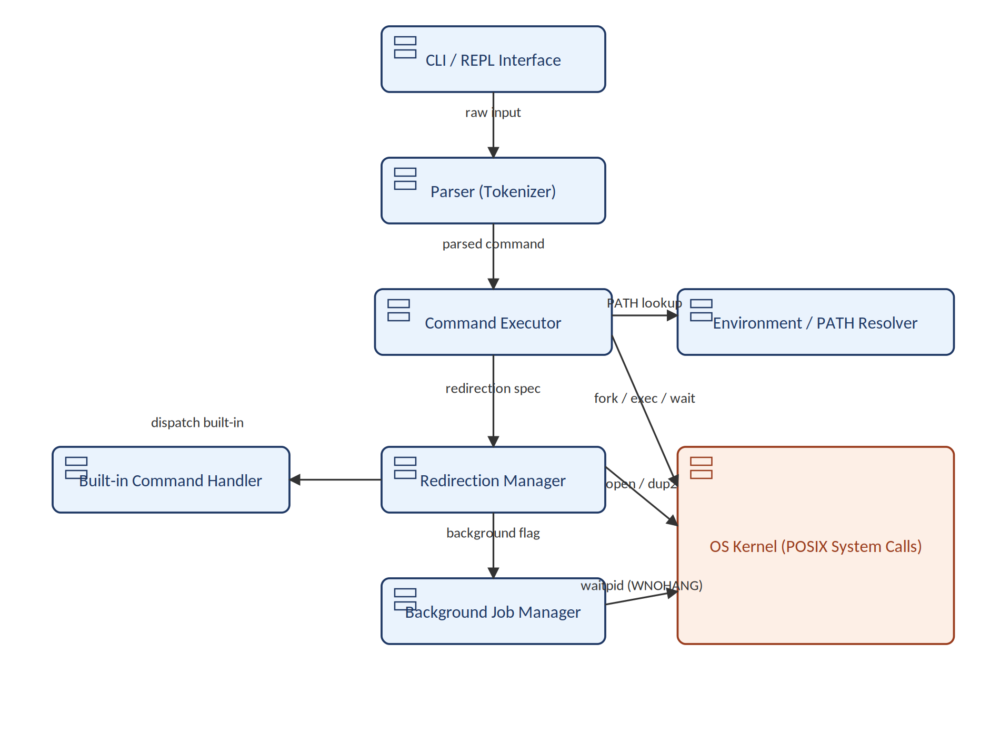 CLI / REPL Interface
raw input
Parser (Tokenizer)
parsed command
Command Executor
PATH lookup
Environment / PATH Resolver
redirection spec
fork / exec / wait
dispatch built-in
Built-in Command Handler
Redirection Manager
open / dup2
OS Kernel (POSIX System Calls)
background flag
waitpid (WNOHANG)
Background Job Manager